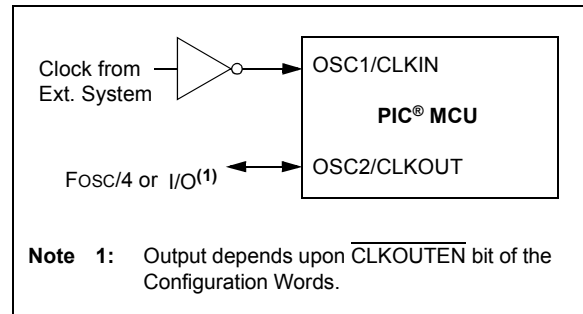 Clock from
Ext. System
OSC1/CLKIN
PIC® MCU
FOSC/4 or I/O(1)
OSC2/CLKOUT
Note 1: Output depends upon CLKOUTEN bit of the
Configuration Words.